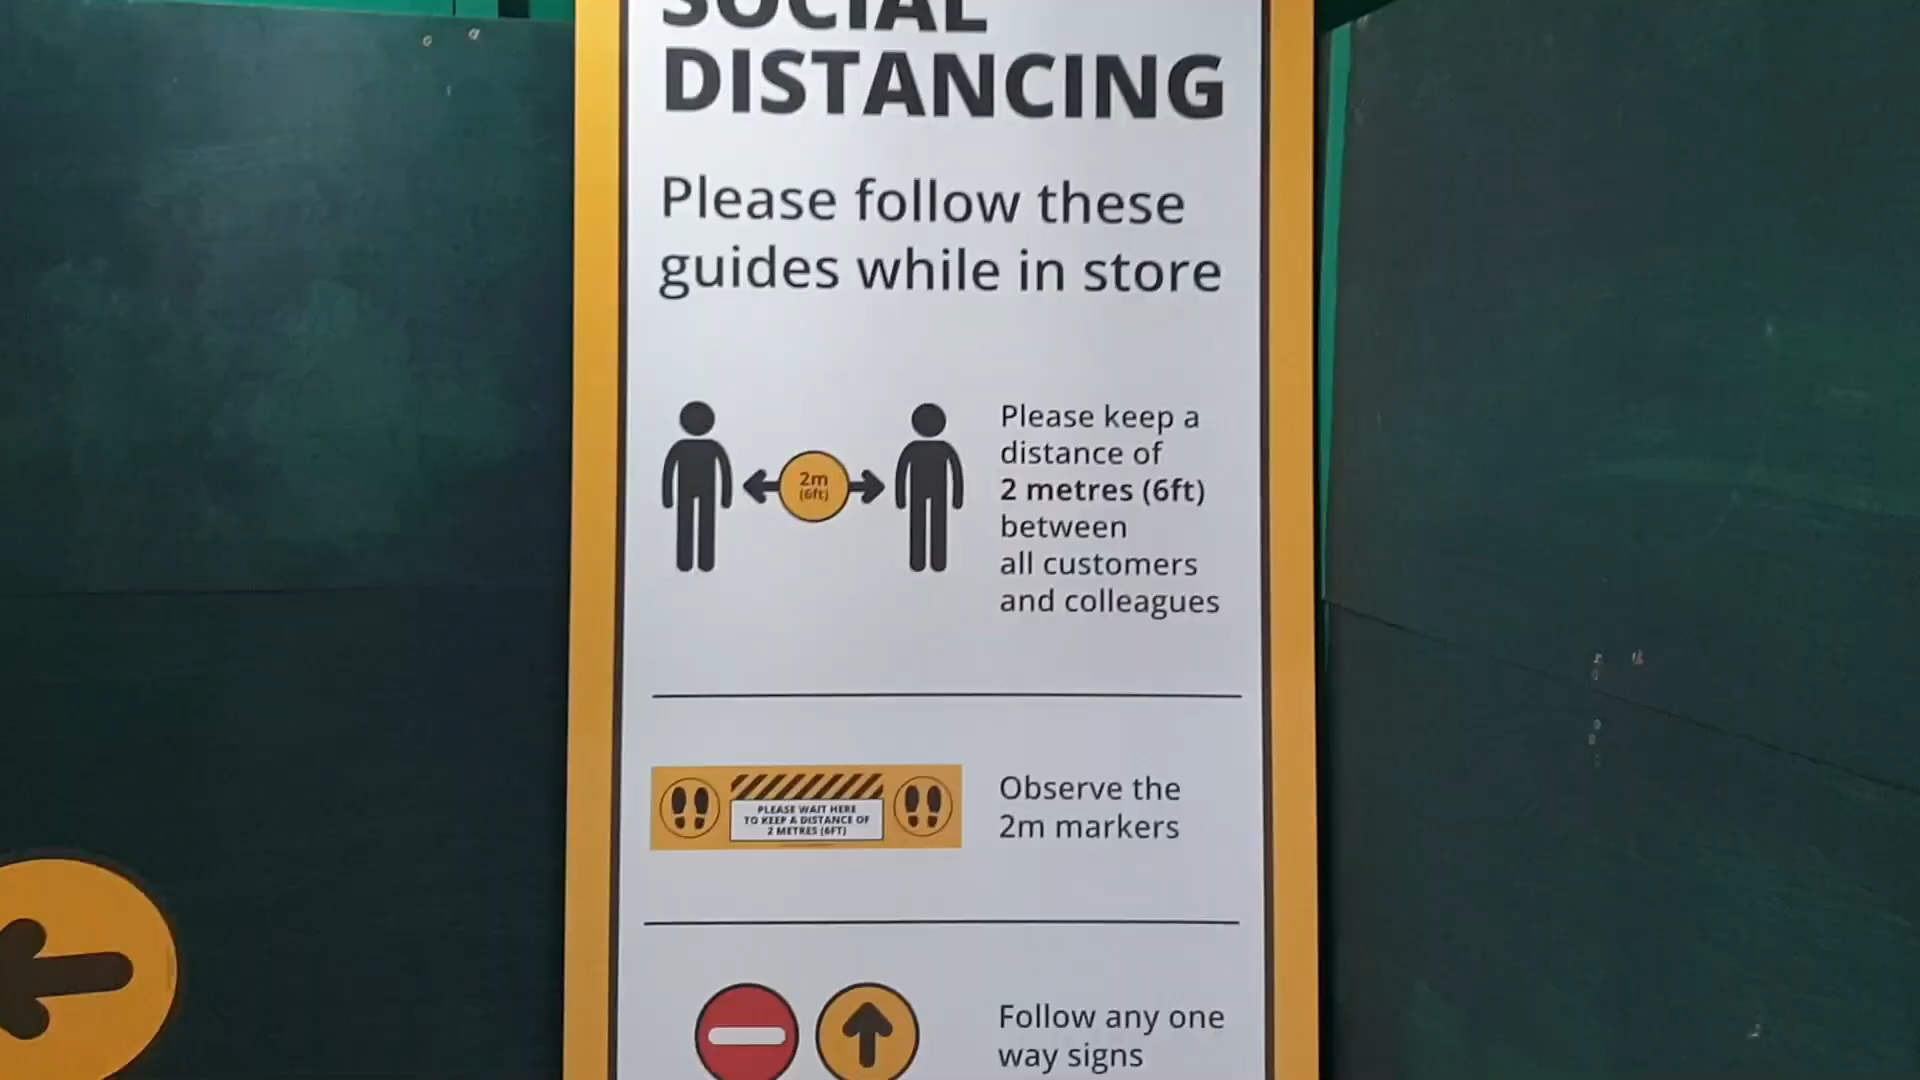 SOCIAL
DISTANCING
Please follow these
guides while in store
2m
(6ft)
Please keep a
distance of
2 metres (6ft)
between
all customers
and colleagues
PLEASE WAIT HERE
TO KEEP A DISTANCE OF
2 METRES (6FT)
Observe the
2m markers
Follow any one
way signs